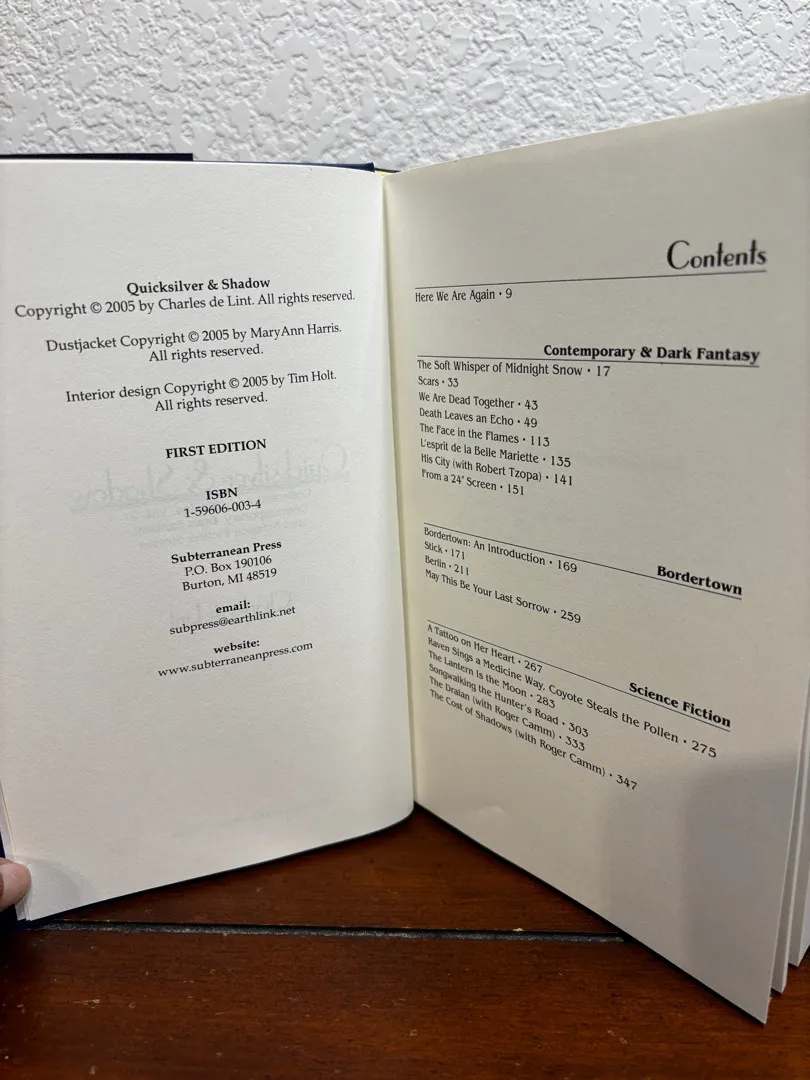 Quicksilver & Shadow
Copyright © 2005 by Charles de Lint. All rights reserved.
Dustjacket Copyright © 2005 by MaryAnn Harris.
All rights reserved.
Interior design Copyright © 2005 by Tim Holt.
All rights reserved.
FIRST EDITION
ISBN
1-59606-003-4
Subterranean Press
P.O. Box 190106
Burton, MI 48519
email:
subpress@earthlink.net
website:
www.subterraneanpress.com
Contents
Here We Are Again • 9
Contemporary & Dark Fantasy
The Soft Whisper of Midnight Snow • 17
Scars • 33
We Are Dead Together • 43
Death Leaves an Echo • 49
The Face in the Flames • 113
L'esprit de la Belle Mariette • 135
His City (with Robert Tzopa) • 141
From a 24" Screen • 151
Bordertown
Bordertown: An Introduction • 169
Stick • 171
Berlin • 211
May This Be Your Last Sorrow • 259
Science Fiction
A Tattoo on Her Heart • 267
Raven Sings a Medicine Way, Coyote Steals the Pollen • 275
The Lantern Is the Moon • 283
Songwalking the Hunter's Road • 303
The Dralan (with Roger Camm) • 333
The Cost of Shadows (with Roger Camm) • 347